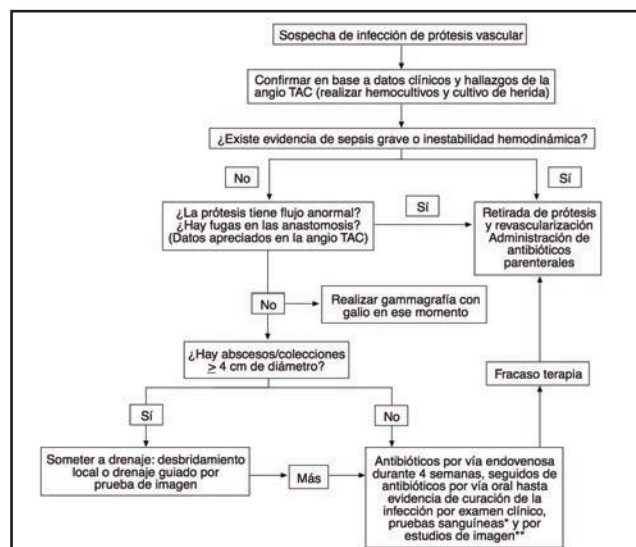 Sospecha de infección de prótesis vascular
Confirmar en base a datos clínicos y hallazgos de la
angio TAC (realizar hemocultivos y cultivo de herida)
¿Existe evidencia de sepsis grave o inestabilidad hemodinámica?
No
Sí
¿La prótesis tiene flujo anormal?
¿Hay fugas en las anastomosis?
(Datos apreciados en la angio TAC)
Sí
Retirada de prótesis
y revascularización
Administración de
antibióticos
parenterales
No
Realizar gammagrafía con
galio en ese momento
¿Hay abscesos/colecciones
≥ 4 cm de diámetro?
Fracaso terapia
Sí
No
Someter a drenaje: desbridamiento
local o drenaje guiado por
prueba de imagen
Más
Antibióticos por vía endovenosa
durante 4 semanas, seguidos de
antibióticos por vía oral hasta
evidencia de curación de la
infección por examen clínico,
pruebas sanguíneas* y por
estudios de imagen**